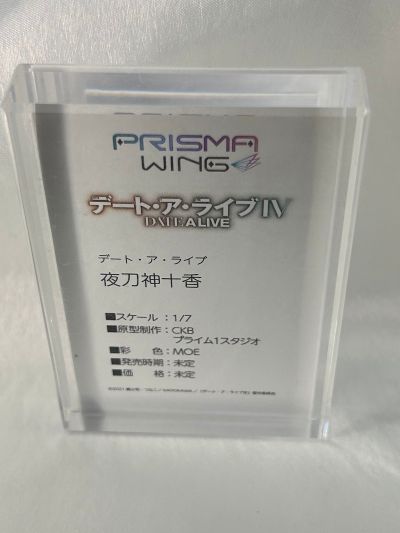 PRISMA
WING
デート・ア・ライブIV
DATE A LIVE
デート・ア・ライブ
夜刀神十香
■スケール：1/7
■原型制作：CKB
プライム1スタジオ
■彩　色：MOE
■発売時期：未定
■価　格：未定